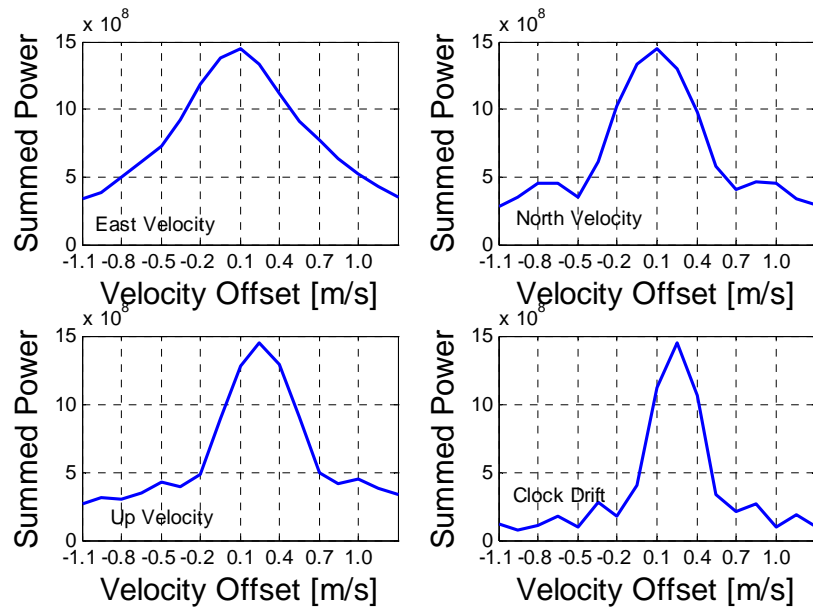 x 10^8
Summed Power
15
10
5
0
East Velocity
-1.1 -0.8 -0.5 -0.2 0.1 0.4 0.7 1.0
Velocity Offset [m/s]
x 10^8
Summed Power
15
10
5
0
North Velocity
-1.1 -0.8 -0.5 -0.2 0.1 0.4 0.7 1.0
Velocity Offset [m/s]
x 10^8
Summed Power
15
10
5
0
Up Velocity
-1.1 -0.8 -0.5 -0.2 0.1 0.4 0.7 1.0
Velocity Offset [m/s]
x 10^8
Summed Power
15
10
5
0
Clock Drift
-1.1 -0.8 -0.5 -0.2 0.1 0.4 0.7 1.0
Velocity Offset [m/s]